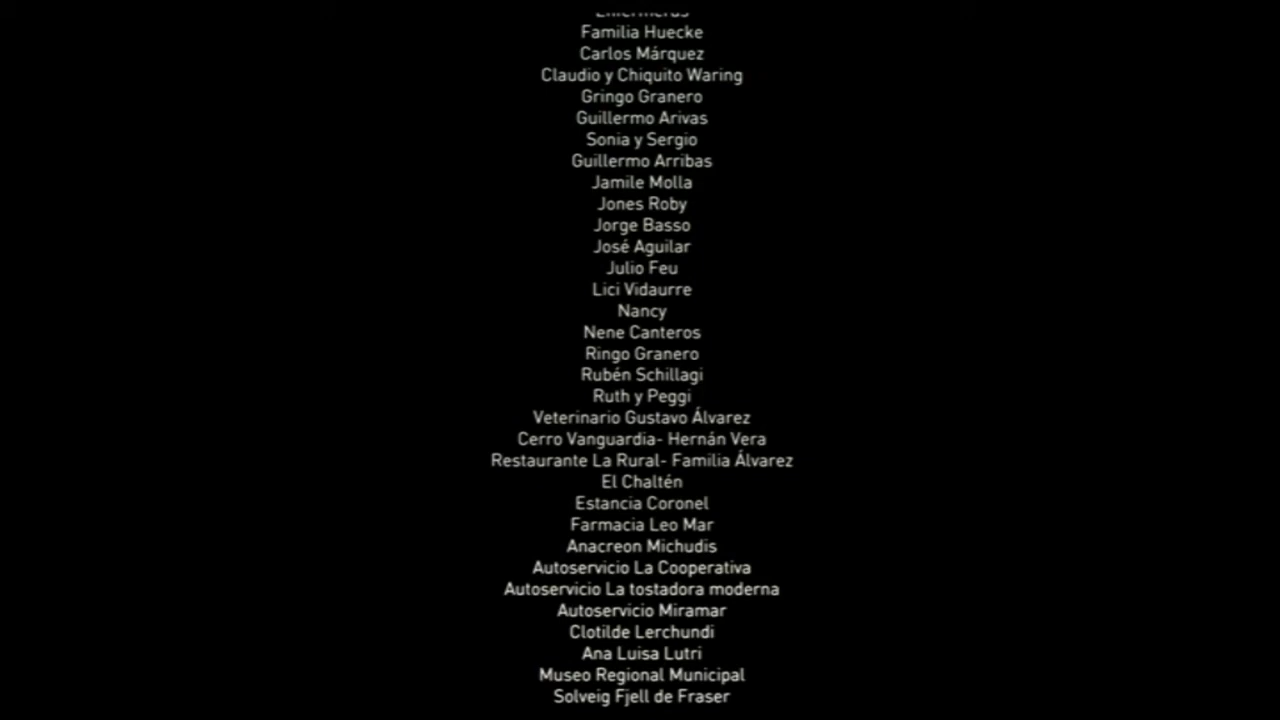 Enfermeras
Familia Huecke
Carlos Márquez
Claudio y Chiquito Waring
Gringo Granero
Guillermo Arivas
Sonia y Sergio
Guillermo Arribas
Jamile Molla
Jones Roby
Jorge Basso
José Aguilar
Julio Feu
Lici Vidaurre
Nancy
Nene Canteros
Ringo Granero
Rubén Schillagi
Ruth y Peggi
Veterinario Gustavo Álvarez
Cerro Vanguardia- Hernán Vera
Restaurante La Rural- Familia Álvarez
El Chaltén
Estancia Coronel
Farmacia Leo Mar
Anacreon Michudis
Autoservicio La Cooperativa
Autoservicio La tostadora moderna
Autoservicio Miramar
Clotilde Lerchundi
Ana Luisa Lutri
Museo Regional Municipal
Solveig Fjell de Fraser